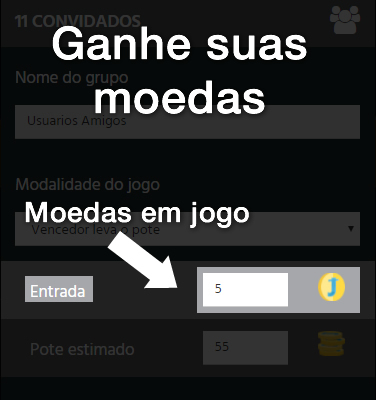 11 CONVIDADOS
Ganhe suas
moedas
Nome do grupo
Usuarios Amigos
Modalidade do jogo
Moedas em jogo
Vencedor leva o pote
Entrada
5
J
Pote estimado
55